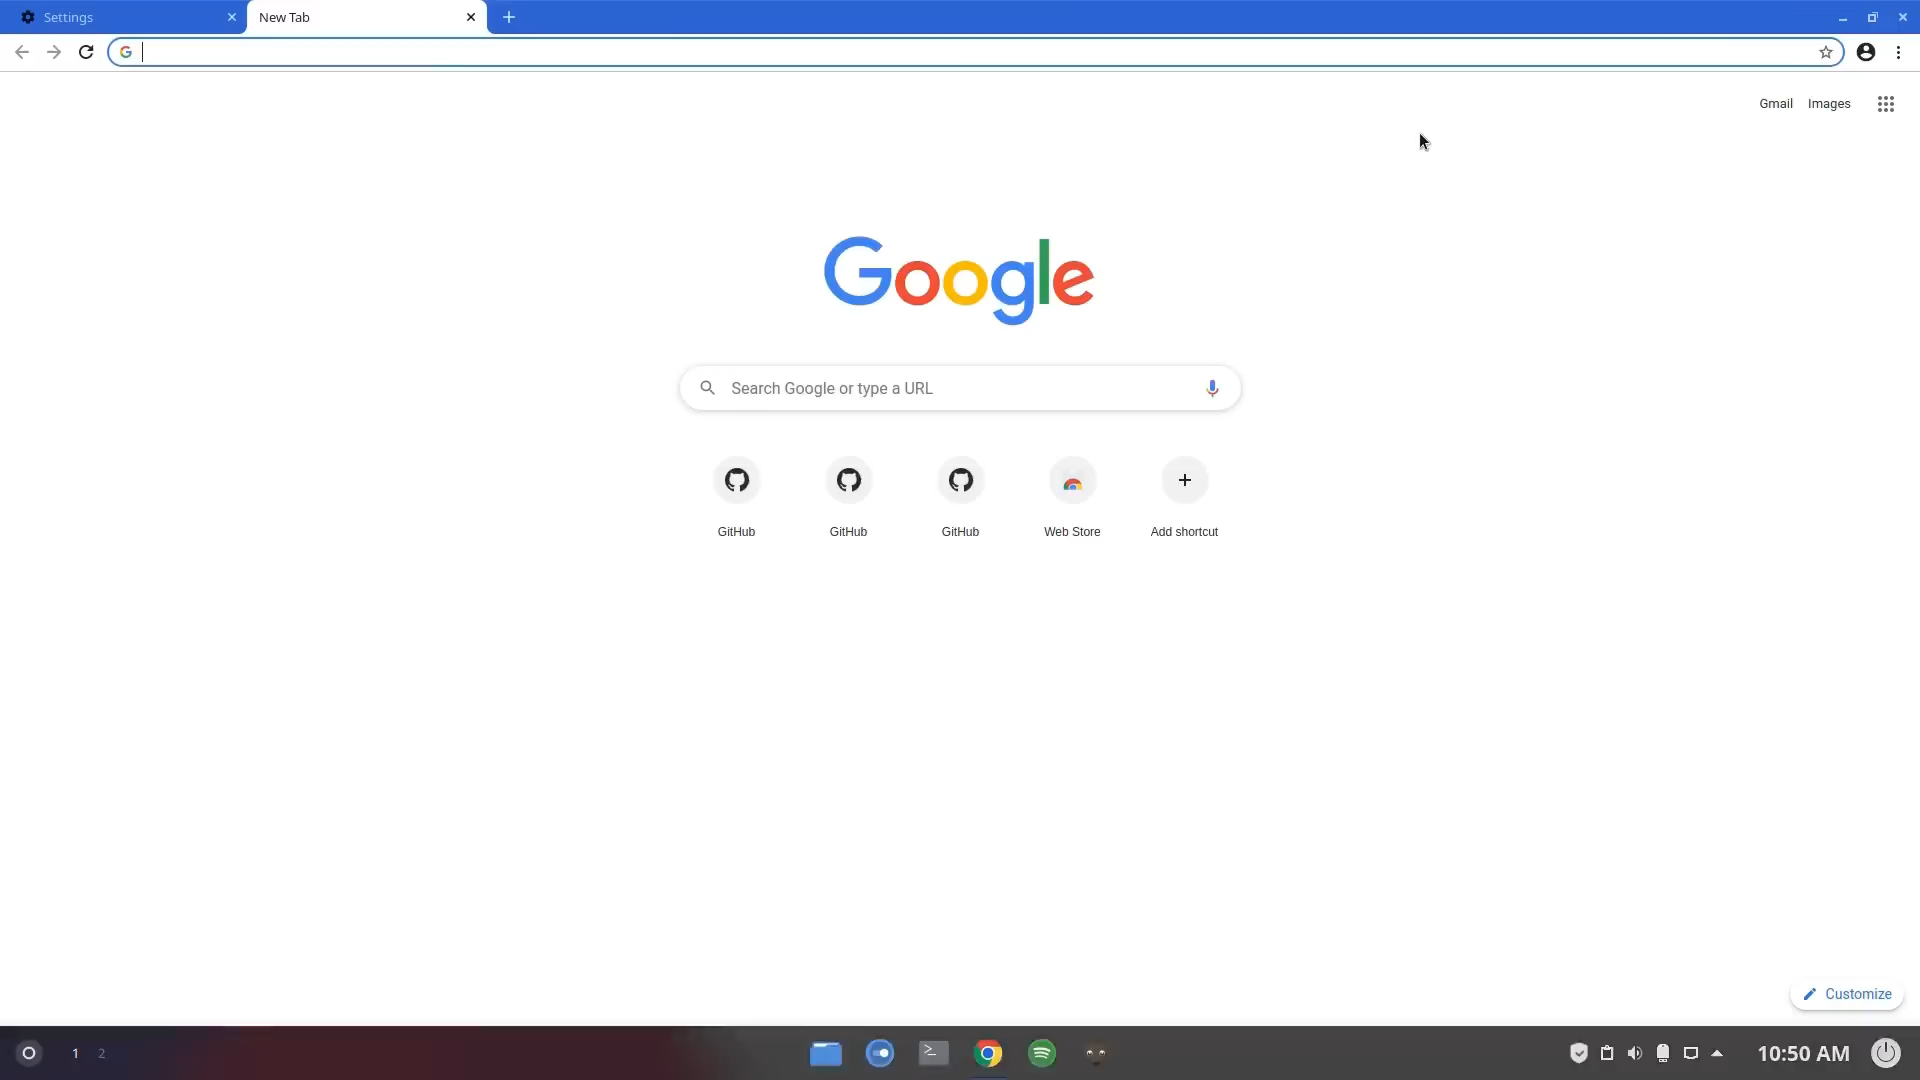 Settings
New Tab
Gmail Images
Google
Search Google or type a URL
GitHub GitHub GitHub Web Store Add shortcut
Customize
1 2
10:50 AM